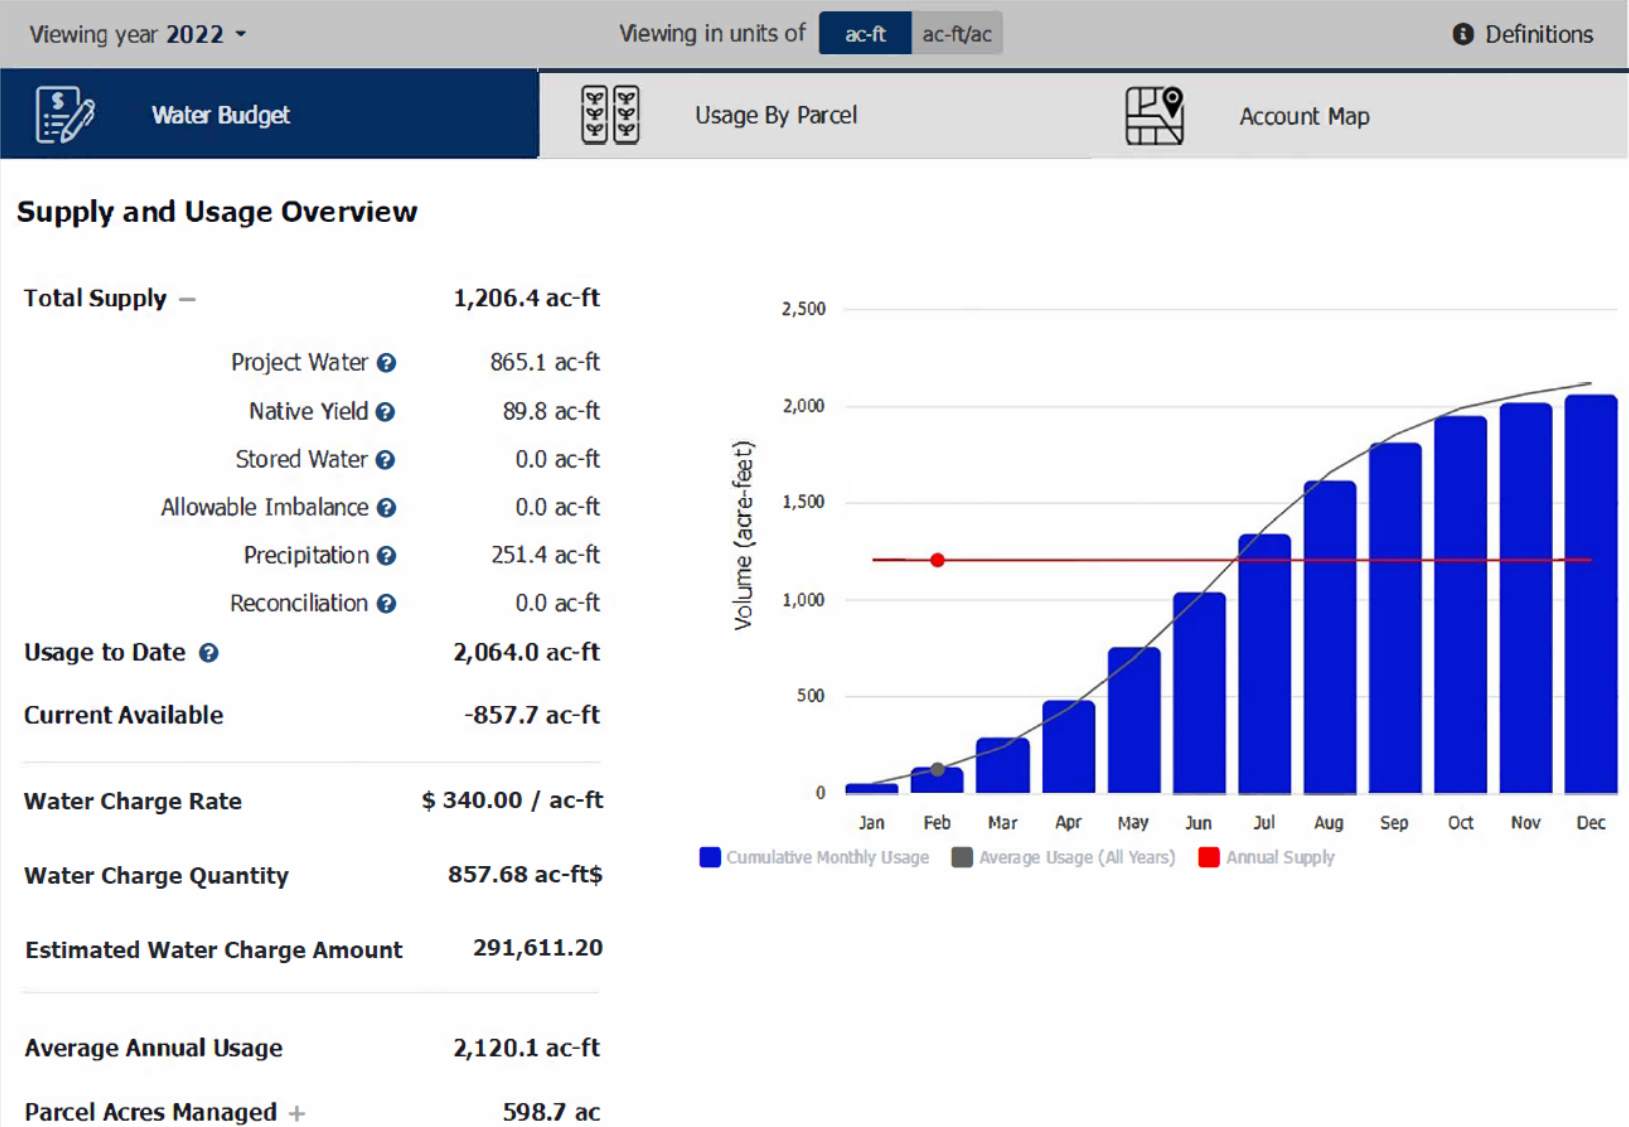 Viewing year 2022
Viewing in units of ac-ft ac-ft/ac
Definitions
Water Budget
Usage By Parcel
Account Map
Supply and Usage Overview
Total Supply 1,206.4 ac-ft
Project Water 865.1 ac-ft
Native Yield 89.8 ac-ft
Stored Water 0.0 ac-ft
Allowable Imbalance 0.0 ac-ft
Precipitation 251.4 ac-ft
Reconciliation 0.0 ac-ft
Usage to Date 2,064.0 ac-ft
Current Available -857.7 ac-ft
Water Charge Rate $ 340.00 / ac-ft
Water Charge Quantity 857.68 ac-ft$
Estimated Water Charge Amount 291,611.20
Average Annual Usage 2,120.1 ac-ft
Parcel Acres Managed + 598.7 ac
Volume (acre-feet)
2,500
2,000
1,500
1,000
500
0
Jan Feb Mar Apr May Jun Jul Aug Sep Oct Nov Dec
Cumulative Monthly Usage Average Usage (All Years) Annual Supply